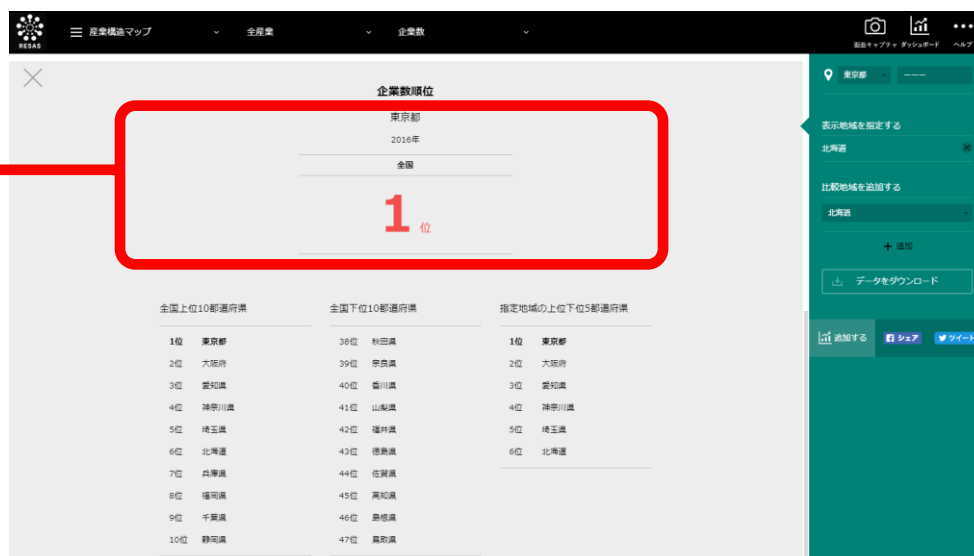 RESAS
産業構造マップ
全産業
企業数
画面キャプチャ ダッシュボード ヘルプ
企業数順位
東京都
2016年
全国
1 位
全国上位10都道府県
1位 東京都
2位 大阪府
3位 愛知県
4位 神奈川県
5位 埼玉県
6位 北海道
7位 兵庫県
8位 福岡県
9位 千葉県
10位 静岡県
全国下位10都道府県
38位 秋田県
39位 奈良県
40位 香川県
41位 山梨県
42位 福井県
43位 徳島県
44位 佐賀県
45位 高知県
46位 島根県
47位 鳥取県
指定地域の上位下位5都道府県
1位 東京都
2位 大阪府
3位 愛知県
4位 神奈川県
5位 埼玉県
6位 北海道
東京都 ---
表示地域を指定する
北海道
比較地域を追加する
北海道
+ 追加
データをダウンロード
追加する
シェア
ツイート